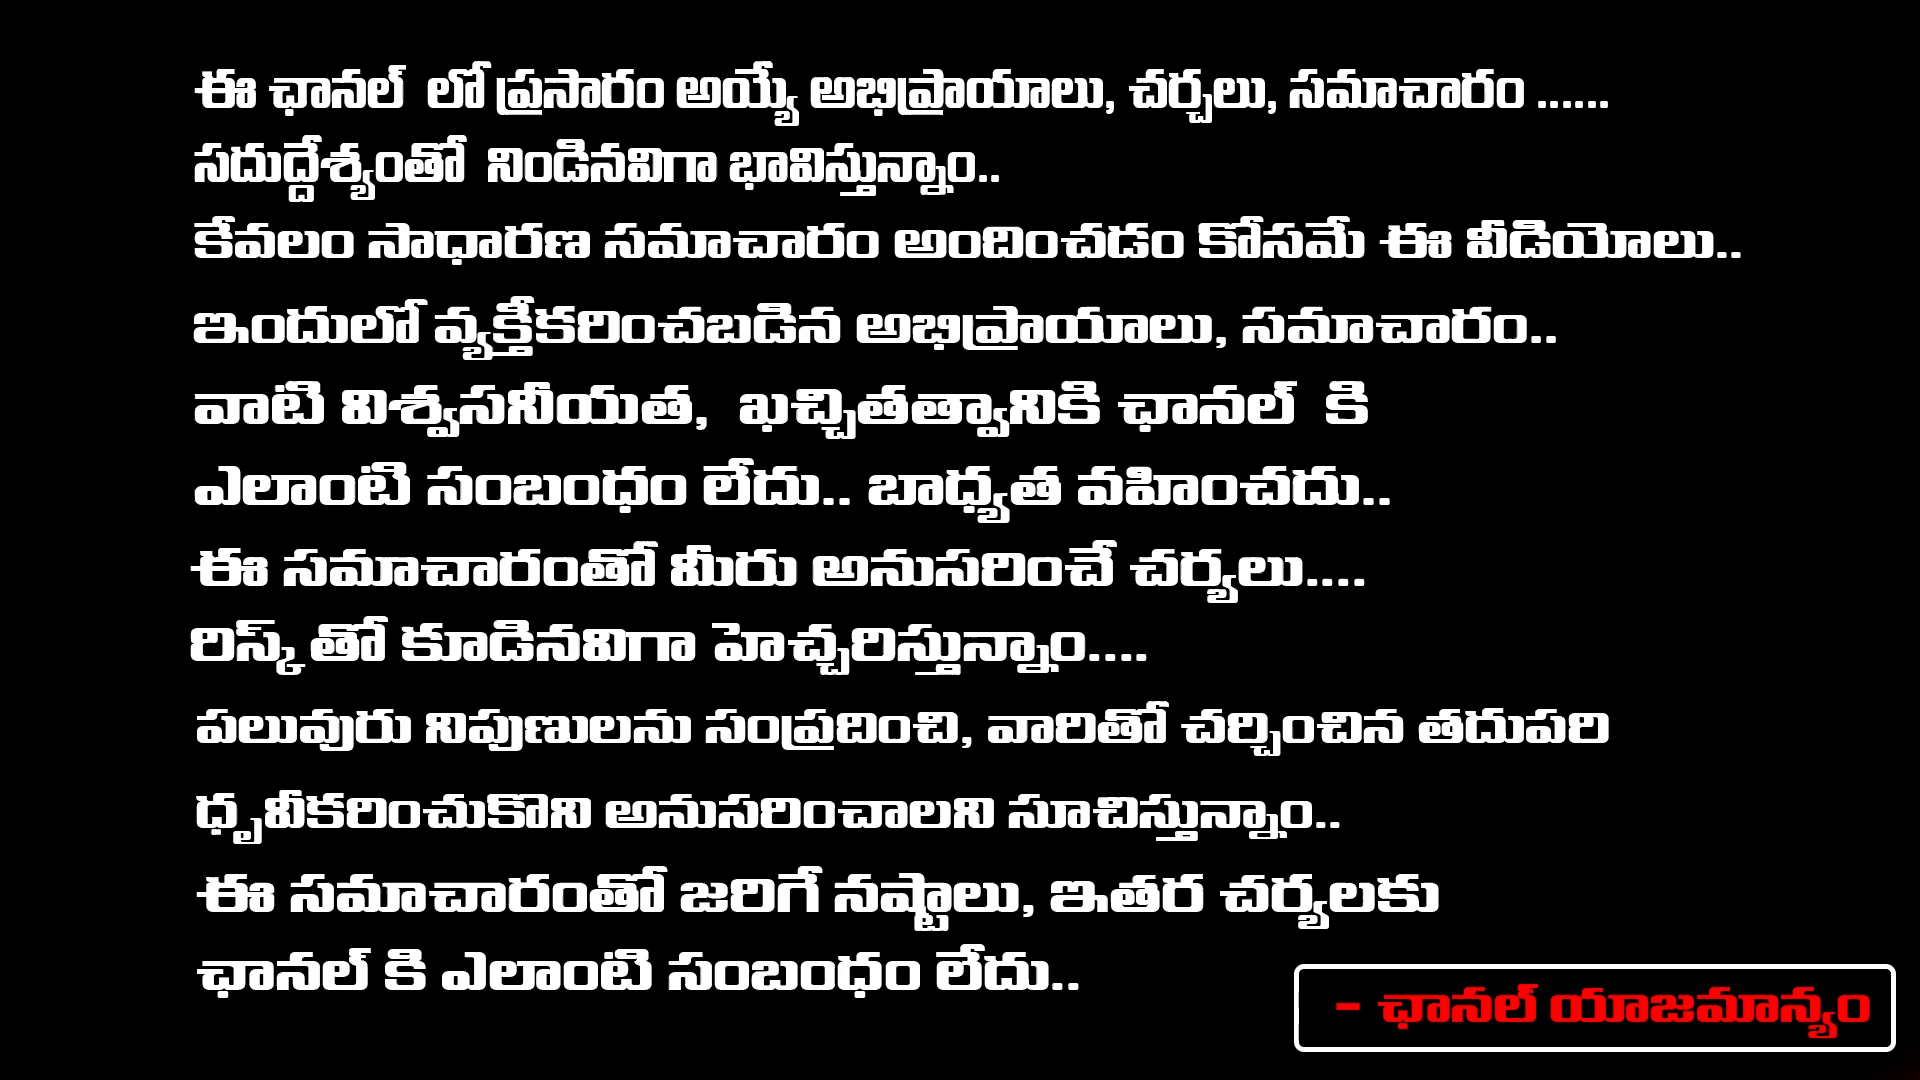 ఈ ఛానల్ లో ప్రసారం అయ్యే అభిప్రాయాలు, చర్చలు, సమాచారం ......
సదుద్దేశ్యంతో నిండినవిగా భావిస్తున్నాం..
కేవలం సాధారణ సమాచారం అందించడం కోసమే ఈ వీడియోలు..
ఇందులో వ్యక్తీకరించబడిన అభిప్రాయాలు, సమాచారం..
వాటి విశ్వసనీయత, ఖచ్చితత్వానికి ఛానల్ కి
ఎలాంటి సంబంధం లేదు.. బాధ్యత వహించదు..
ఈ సమాచారంతో మీరు అనుసరించే చర్యలు....
రిస్క్ తో కూడినవిగా హెచ్చరిస్తున్నాం....
పలువురు నిపుణులను సంప్రదించి, వారితో చర్చించిన తదుపరి
ధృవీకరించుకొని అనుసరించాలని సూచిస్తున్నాం..
ఈ సమాచారంతో జరిగే నష్టాలు, ఇతర చర్యలకు
ఛానల్ కి ఎలాంటి సంబంధం లేదు..
- ఛానల్ యాజమాన్యం